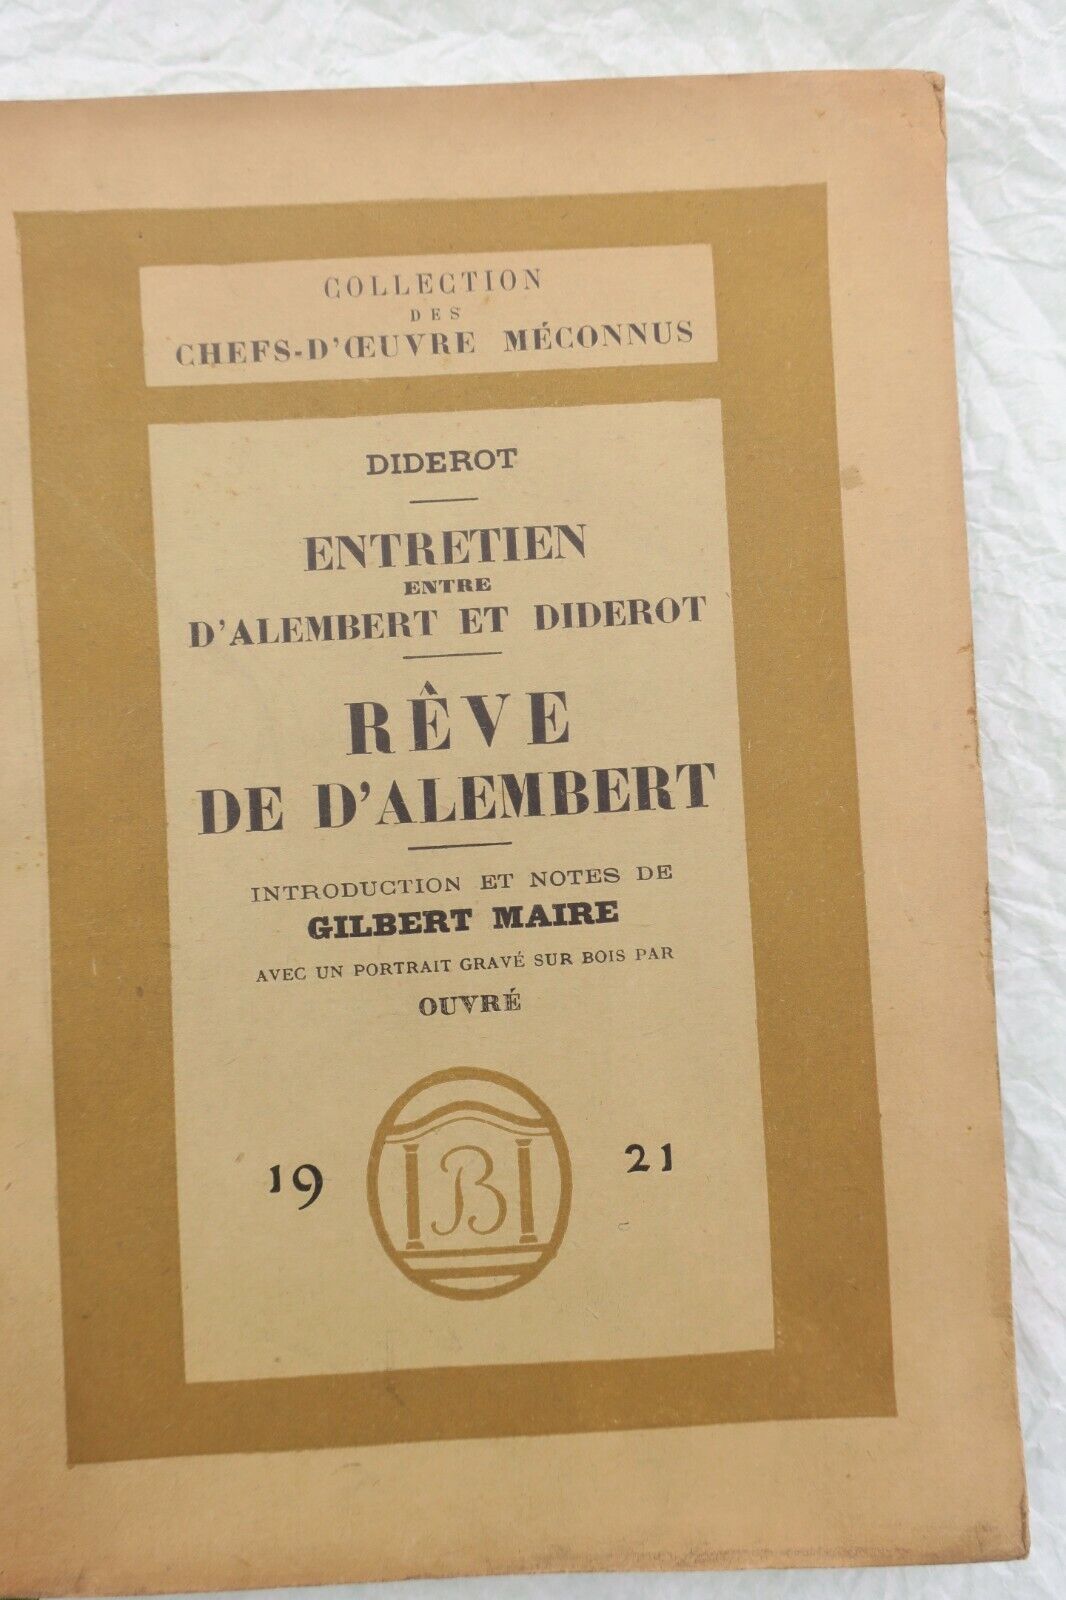 COLLECTION
DES
CHEFS-D'ŒUVRE MÉCONNUS
DIDEROT
ENTRETIEN
ENTRE
D'ALEMBERT ET DIDEROT
RÊVE
DE D'ALEMBERT
INTRODUCTION ET NOTES DE
GILBERT MAIRE
AVEC UN PORTRAIT GRAVÉ SUR BOIS PAR
OUVRÉ
19 B 21